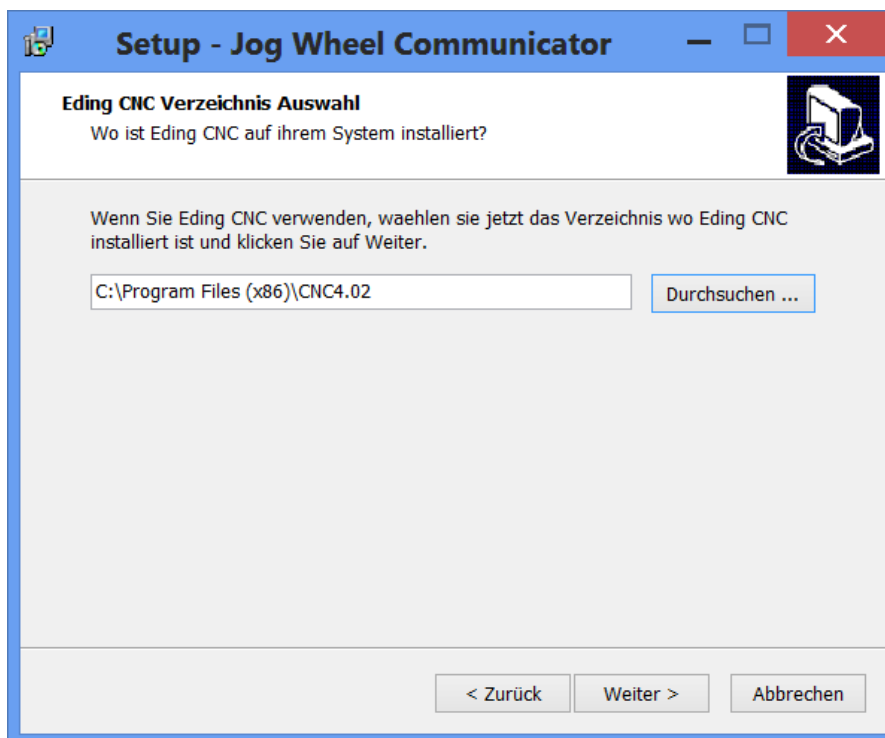 Setup - Jog Wheel Communicator
Eding CNC Verzeichnis Auswahl
Wo ist Eding CNC auf ihrem System installiert?
Wenn Sie Eding CNC verwenden, waehlen sie jetzt das Verzeichnis wo Eding CNC
installiert ist und klicken Sie auf Weiter.
C:\Program Files (x86)\CNC4.02
Durchsuchen ...
< Zurück
Weiter >
Abbrechen